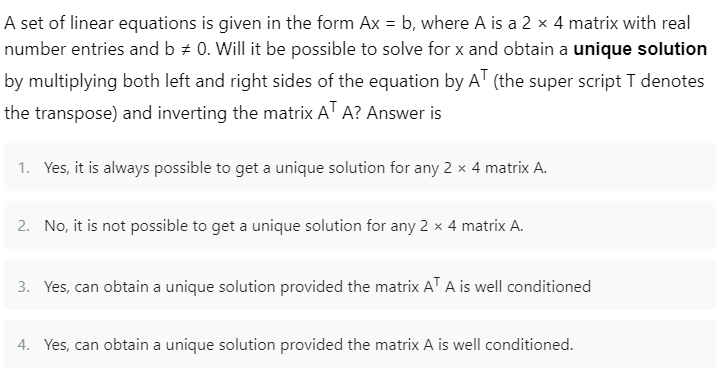 A set of linear equations is given in the form Ax = b, where A is a 2 × 4 matrix with real
number entries and b ≠ 0. Will it be possible to solve for x and obtain a unique solution
by multiplying both left and right sides of the equation by Aᵀ (the super script T denotes
the transpose) and inverting the matrix Aᵀ A? Answer is
1. Yes, it is always possible to get a unique solution for any 2 × 4 matrix A.
2. No, it is not possible to get a unique solution for any 2 × 4 matrix A.
3. Yes, can obtain a unique solution provided the matrix Aᵀ A is well conditioned
4. Yes, can obtain a unique solution provided the matrix A is well conditioned.